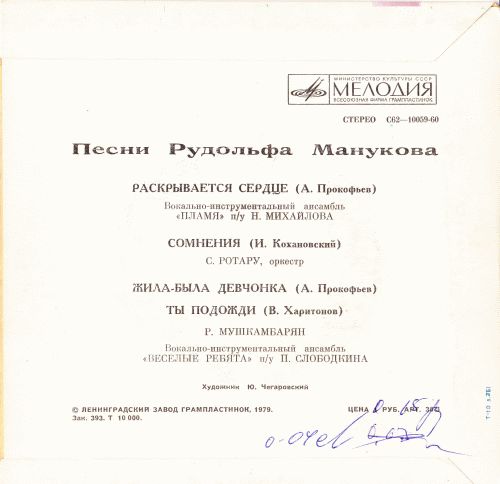 МИНИСТЕРСТВО КУЛЬТУРЫ СССР
МЕЛОДИЯ
ВСЕСОЮЗНАЯ ФИРМА ГРАМПЛАСТИНОК
СТЕРЕО С62—10059-60
Песни Рудольфа Манукова
РАСКРЫВАЕТСЯ СЕРДЦЕ (А. Прокофьев)
Вокально-инструментальный ансамбль
«ПЛАМЯ» п/у Н. МИХАЙЛОВА
СОМНЕНИЯ (И. Кохановский)
С. РОТАРУ, оркестр
ЖИЛА-БЫЛА ДЕВЧОНКА (А. Прокофьев)
ТЫ ПОДОЖДИ (В. Харитонов)
Р. МУШКАМБАРЯН
Вокально-инструментальный ансамбль
«ВЕСЕЛЫЕ РЕБЯТА» п/у П. СЛОБОДКИНА
Художник Ю. Чегаровский
© ЛЕНИНГРАДСКИЙ ЗАВОД ГРАМПЛАСТИНОК, 1979.
Зак. 393. Т 10 000.
ЦЕНА РУБ. АРТ.